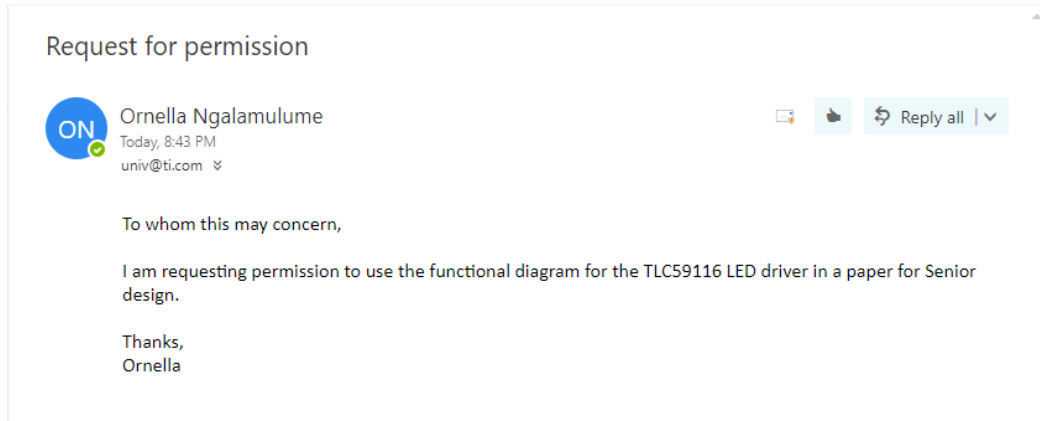 Request for permission
ON
Ornella Ngalamulume
Reply all
Today, 8:43 PM
univ@ti.com
To whom this may concern,
I am requesting permission to use the functional diagram for the TLC59116 LED driver in a paper for Senior
design.
Thanks,
Ornella